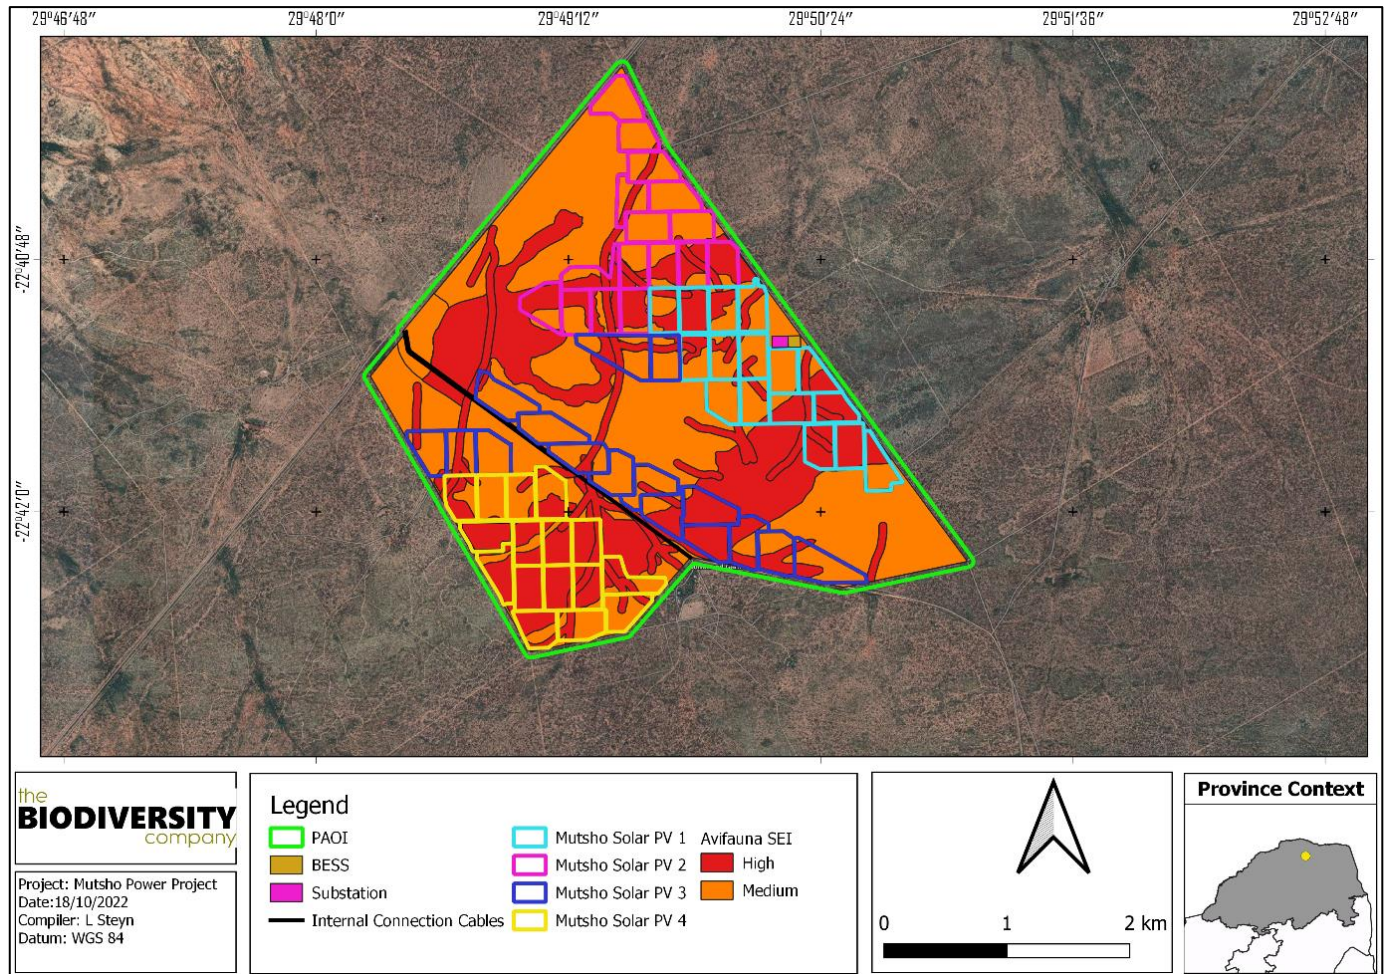 29°46′48″ 29°48′0″ 29°49′12″ 29°50′24″ 29°51′36″ 29°52′48″
-22°40′48″
-22°42′0″
the
BIODIVERSITY
company
Project: Mutsho Power Project
Date:18/10/2022
Compiler: L Steyn
Datum: WGS 84
Legend
PAOI
BESS
Substation
Internal Connection Cables
Mutsho Solar PV 1
Mutsho Solar PV 2
Mutsho Solar PV 3
Mutsho Solar PV 4
Avifauna SEI
High
Medium
0 1 2 km
Province Context